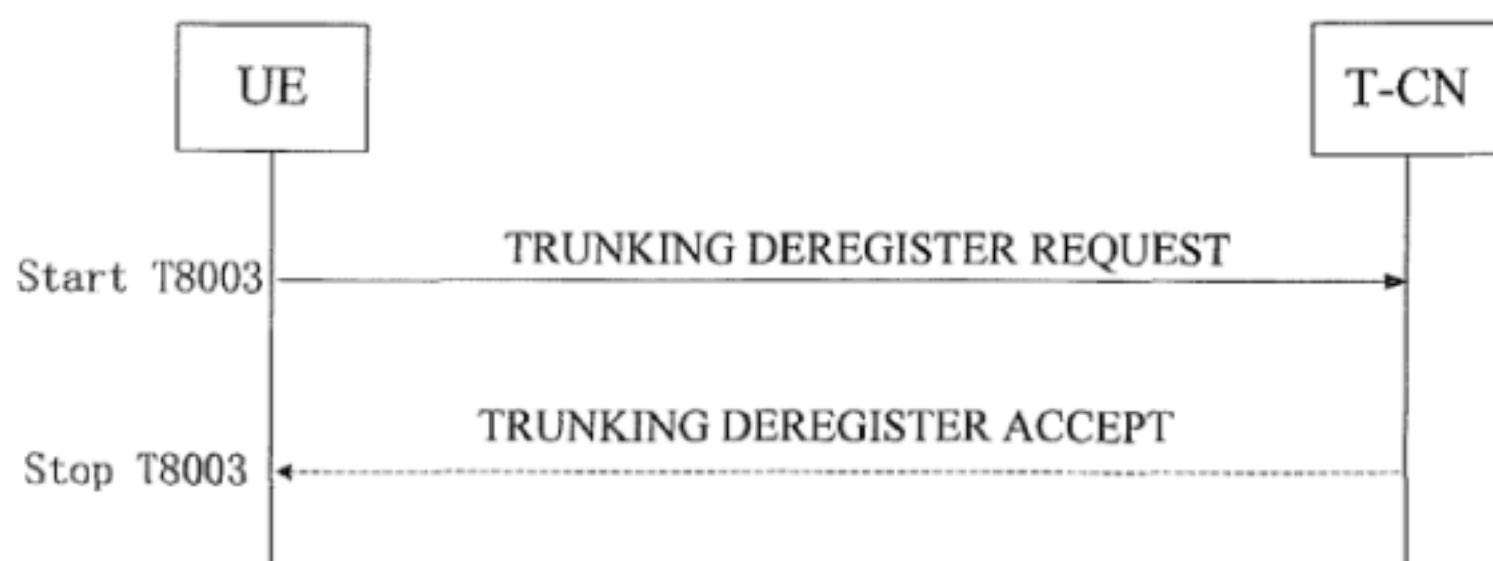 UE
T-CN
TRUNKING DEREGISTER REQUEST
Start T8003
TRUNKING DEREGISTER ACCEPT
Stop T8003